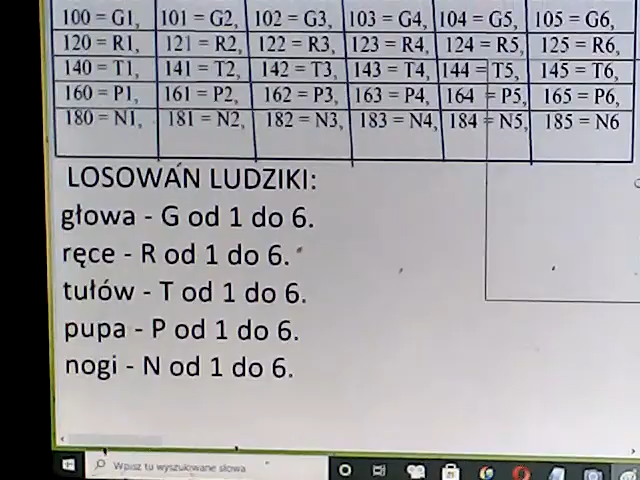 100 = G1, 101 = G2, 102 = G3, 103 = G4, 104 = G5, 105 = G6,
120 = R1, 121 = R2, 122 = R3, 123 = R4, 124 = R5, 125 = R6,
140 = T1, 141 = T2, 142 = T3, 143 = T4, 144 = T5, 145 = T6,
160 = P1, 161 = P2, 162 = P3, 163 = P4, 164 = P5, 165 = P6,
180 = N1, 181 = N2, 182 = N3, 183 = N4, 184 = N5, 185 = N6
LOSOWAŃ LUDZIKI:
głowa - G od 1 do 6.
ręce - R od 1 do 6.
tułów - T od 1 do 6.
pupa - P od 1 do 6.
nogi - N od 1 do 6.
Wpisz tu wyszukiwane słowa